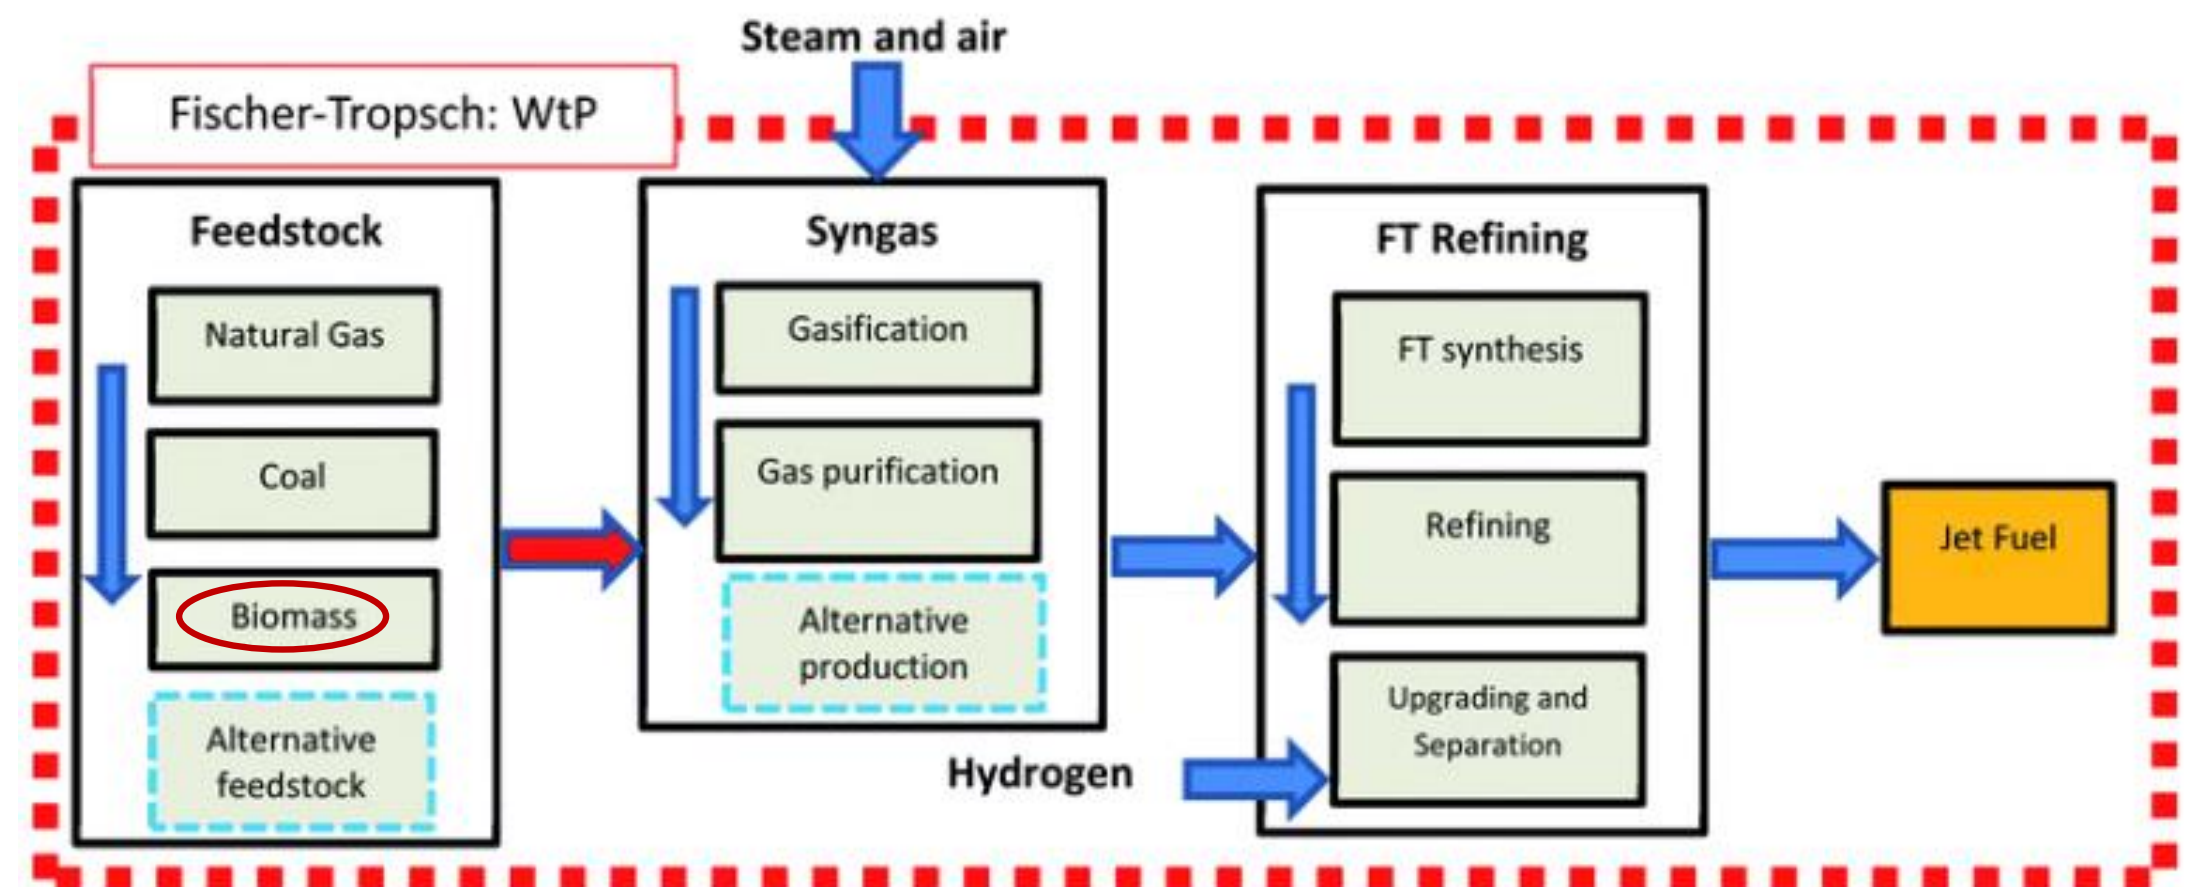 Steam and air
Fischer-Tropsch: WtP
Feedstock
Natural Gas
Coal
Biomass
Alternative
feedstock
Syngas
Gasification
Gas purification
Alternative
production
Hydrogen
FT Refining
FT synthesis
Refining
Upgrading and
Separation
Jet Fuel